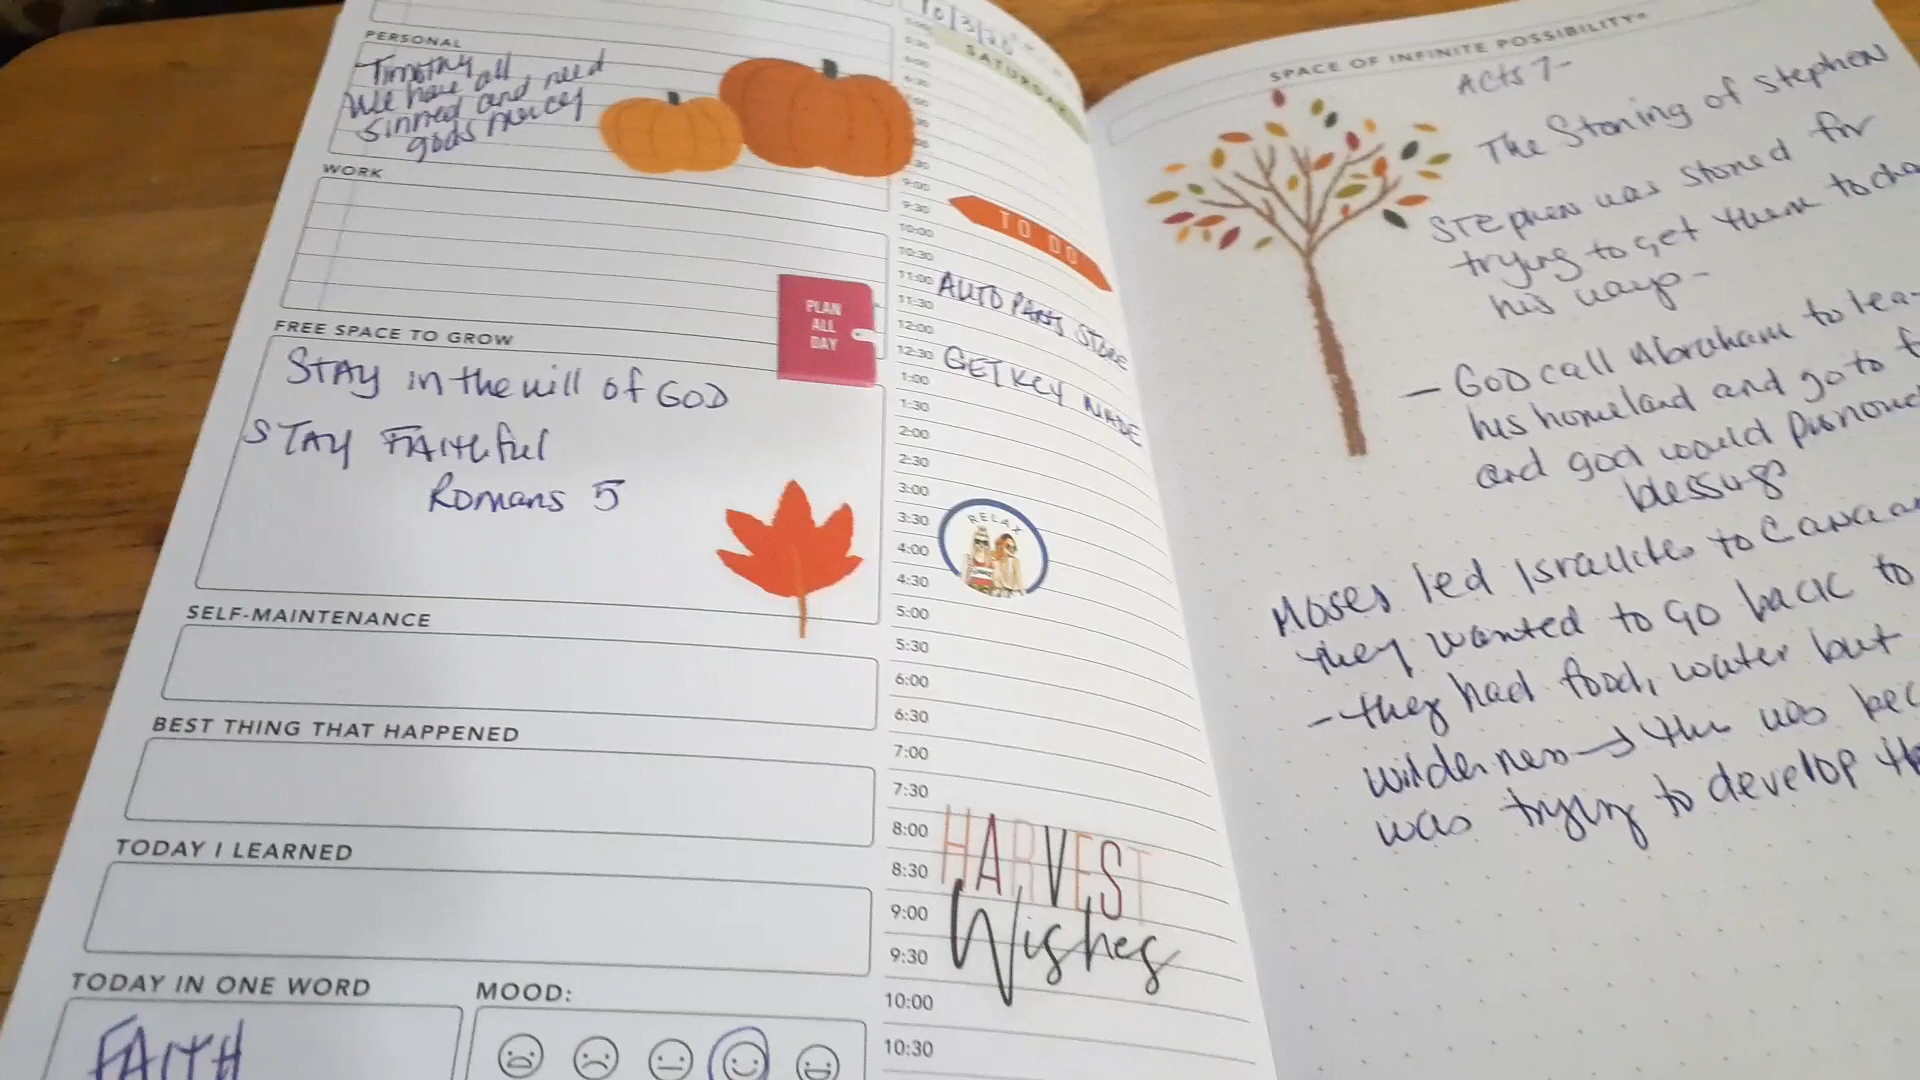 PERSONAL
Timothy
We have all
sinned and need
gods mercy
WORK
PLAN
ALL
DAY
FREE SPACE TO GROW
STAY in the will of GOD
STAY FAITHful
Romans 5
SELF-MAINTENANCE
BEST THING THAT HAPPENED
TODAY I LEARNED
TODAY IN ONE WORD
FAITH
MOOD:
SATURDAY
9:00
9:30
TO DO
10:00
10:30
11:00 AUTO PARTS STORE
11:30
12:00
12:30 GET KEY MADE
1:00
1:30
2:00
2:30
3:00
3:30
RELAX
4:00
4:30
5:00
5:30
6:00
6:30
7:00
7:30
8:00
HARVEST
8:30
9:00
Wishes
9:30
10:00
10:30
SPACE OF INFINITE POSSIBILITY®
Acts 7-
The Stoning of Stephen
Stephen was stoned for
trying to get them to
his ways-
- GOD call Abraham to
his homeland and go to
and god would
blessings
Moses led Israelites to
they wanted to go back to
- they had food, water but
wilderness → this was
was trying to develop